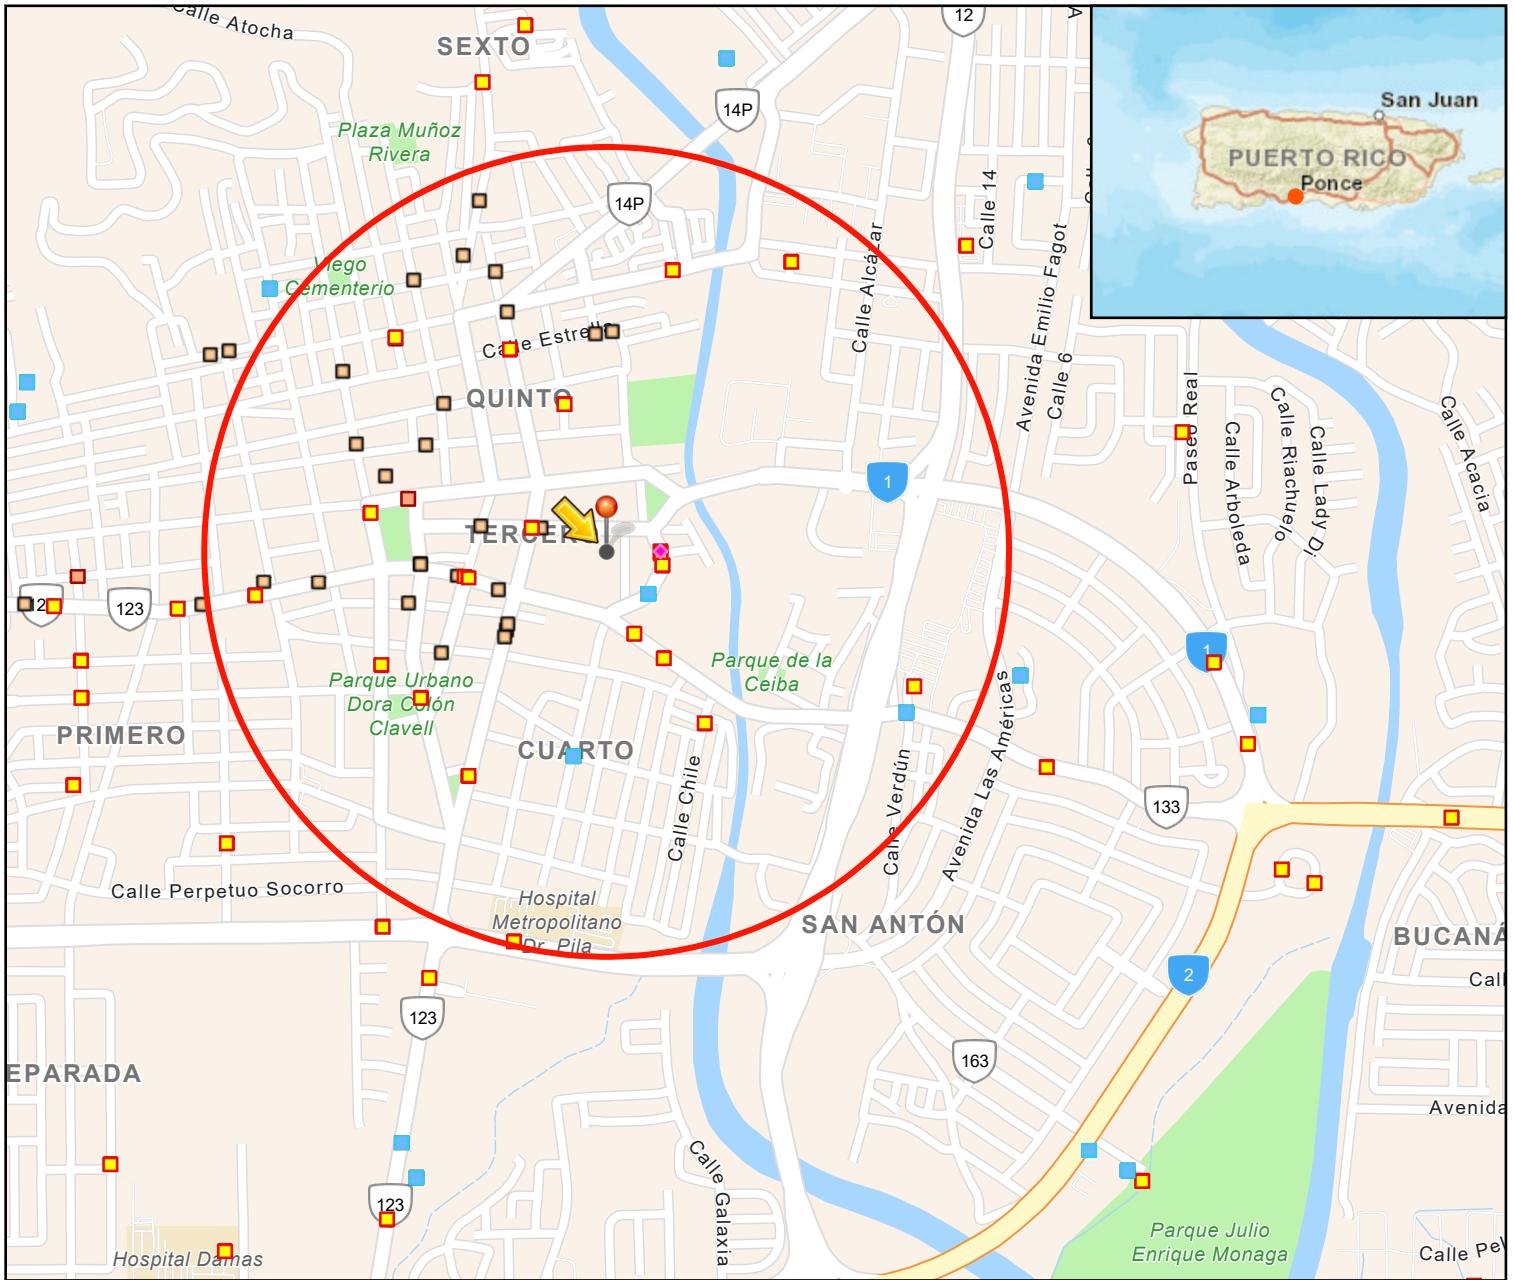 Calle Atocha
SEXTO
12
A
14P
San Juan
PUERTO RICO
Ponce
Plaza Muñoz
Rivera
14P
Calle 14
Calle Alcázar
Avenida Emilio Fagot
Calle 6
Viego
Cementerio
Calle Estrella
QUINTO
Paseo Real
Calle Arboleda
Calle Riachuelo
Calle Lady Di
Calle Acacia
1
TERCERO
123
Parque Urbano
Dora Colón
Clavell
Parque de la
Ceiba
1
PRIMERO
CUARTO
Calle Chile
Calle Verdún
Avenida Las Américas
133
Calle Perpetuo Socorro
Hospital
Metropolitano
Dr. Pila
SAN ANTÓN
BUCANÁ
2
Call
123
163
EPARADA
Avenida
Calle Galaxia
123
Hospital Damas
Parque Julio
Enrique Monaga
Calle Pel